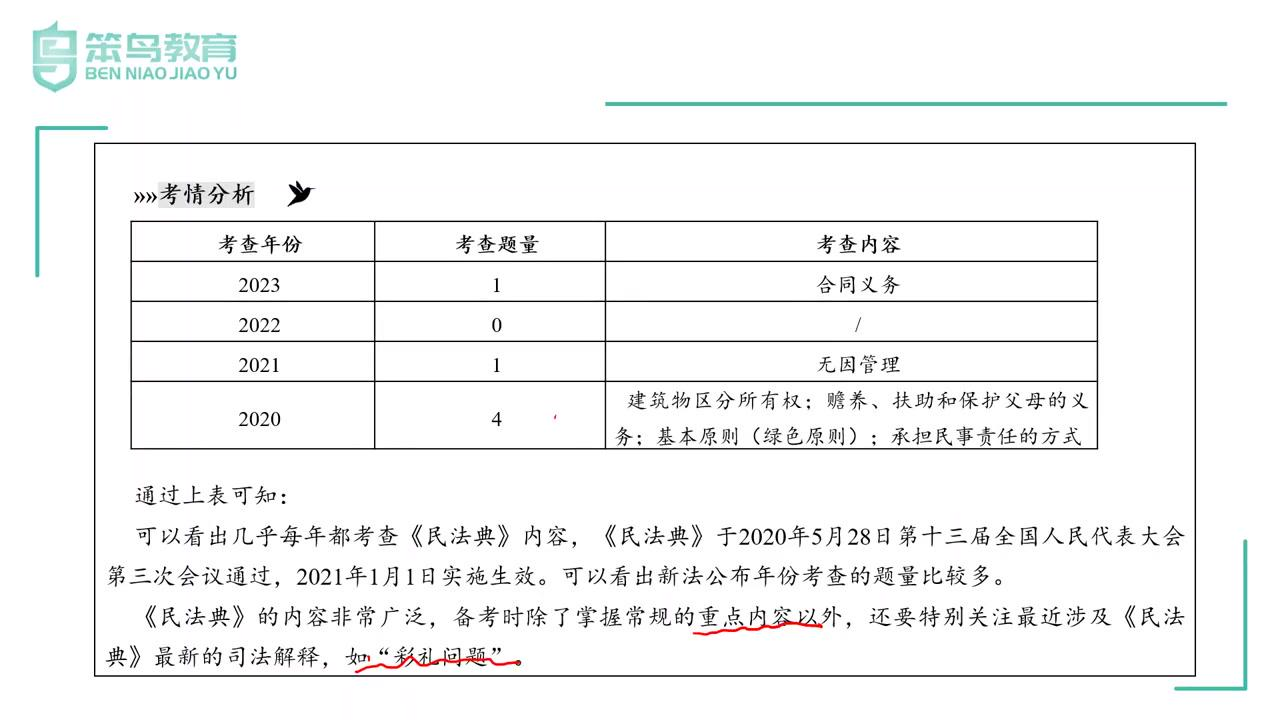 笨鸟教育
BEN NIAO JIAO YU
»»考情分析
考查年份 考查题量 考查内容
2023 1 合同义务
2022 0 /
2021 1 无因管理
2020 4 建筑物区分所有权；赡养、扶助和保护父母的义
务；基本原则（绿色原则）；承担民事责任的方式
通过上表可知：
可以看出几乎每年都考查《民法典》内容，《民法典》于2020年5月28日第十三届全国人民代表大会
第三次会议通过，2021年1月1日实施生效。可以看出新法公布年份考查的题量比较多。
《民法典》的内容非常广泛，备考时除了掌握常规的重点内容以外，还要特别关注最近涉及《民法
典》最新的司法解释，如“彩礼问题”。